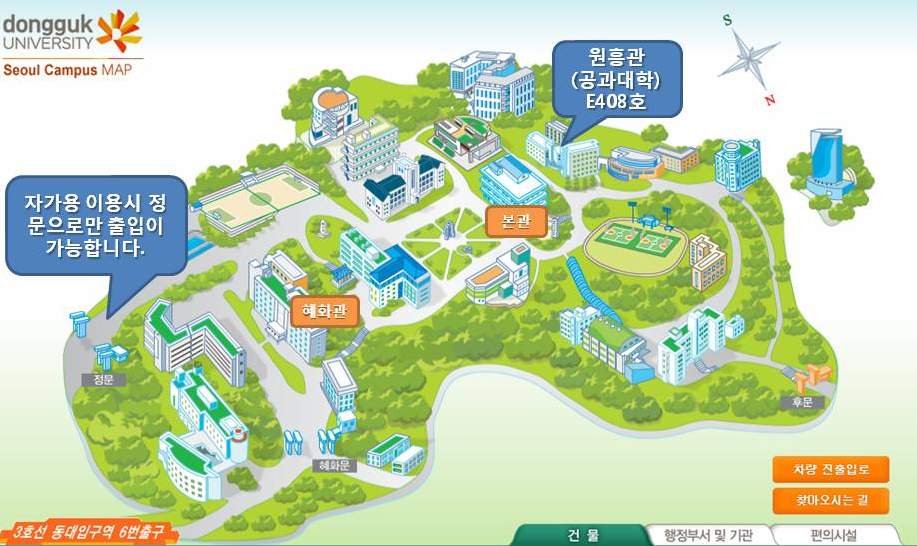 dongguk
UNIVERSITY
Seoul Campus MAP
S
N
원흥관
(공과대학)
E408호
자가용 이용시 정
문으로만 출입이
가능합니다.
본관
혜화관
정문
혜화문
후문
차량 진출입로
찾아오시는 길
3호선 동대입구역 6번출구
건 물
행정부서 및 기관
편의시설